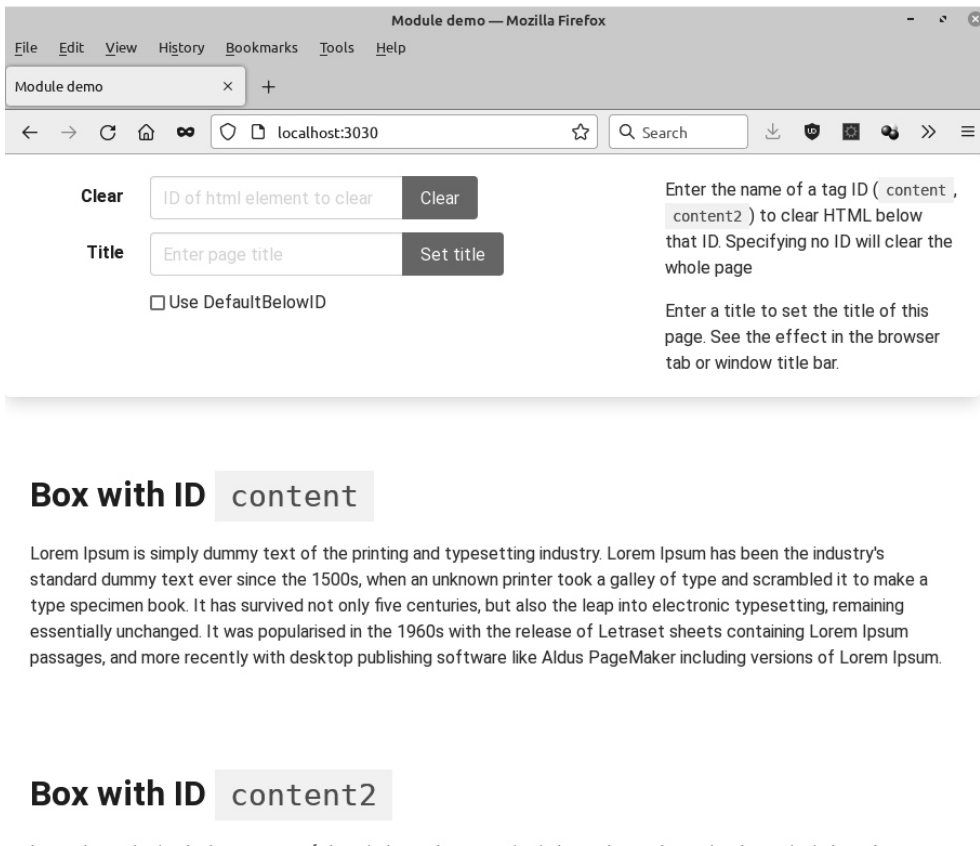 Module demo — Mozilla Firefox
File Edit View History Bookmarks Tools Help
Module demo
localhost:3030
Search
Clear
ID of html element to clear
Clear
Title
Enter page title
Set title
Use DefaultBelowID
Enter the name of a tag ID ( content ,
content2 ) to clear HTML below
that ID. Specifying no ID will clear the
whole page
Enter a title to set the title of this
page. See the effect in the browser
tab or window title bar.
Box with ID content
Lorem Ipsum is simply dummy text of the printing and typesetting industry. Lorem Ipsum has been the industry's
standard dummy text ever since the 1500s, when an unknown printer took a galley of type and scrambled it to make a
type specimen book. It has survived not only five centuries, but also the leap into electronic typesetting, remaining
essentially unchanged. It was popularised in the 1960s with the release of Letraset sheets containing Lorem Ipsum
passages, and more recently with desktop publishing software like Aldus PageMaker including versions of Lorem Ipsum.
Box with ID content2